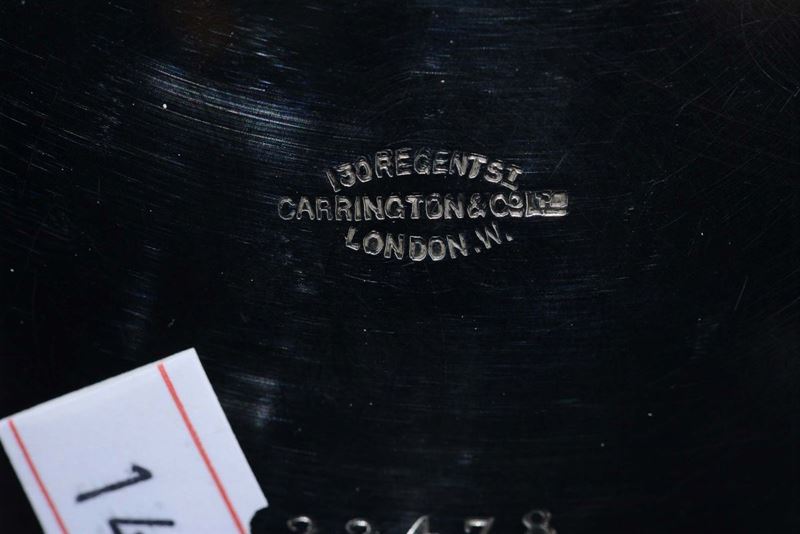 130 REGENT ST
CARRINGTON & CO LTD
LONDON.W.